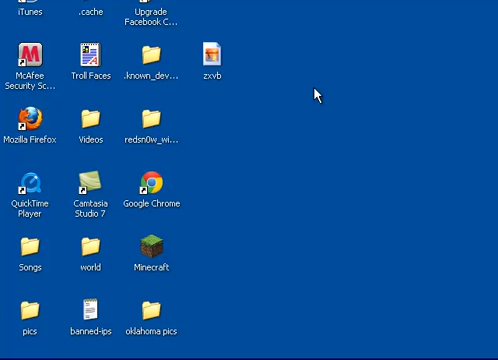 iTunes
.cache
Upgrade
Facebook C...
McAfee
Security Sc...
Troll Faces
.known_dev...
zxvb
Mozilla Firefox
Videos
redsn0w_wi...
QuickTime
Player
Camtasia
Studio 7
Google Chrome
Songs
world
Minecraft
pics
banned-ips
oklahoma pics